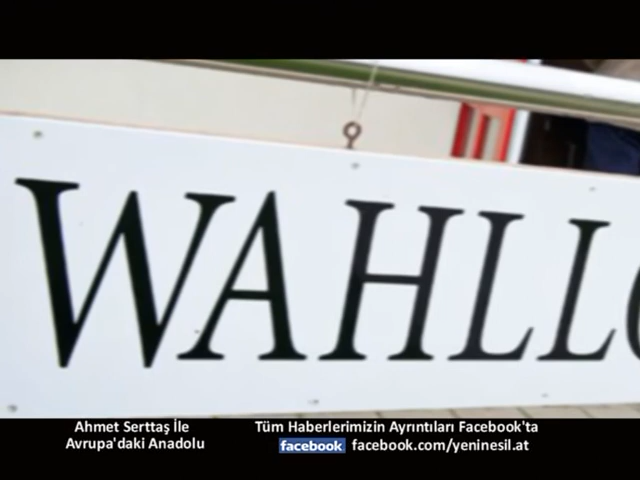 WAHLL
Ahmet Serttaş İle
Avrupa'daki Anadolu
Tüm Haberlerimizin Ayrıntıları Facebook'ta
facebook facebook.com/yeninesil.at